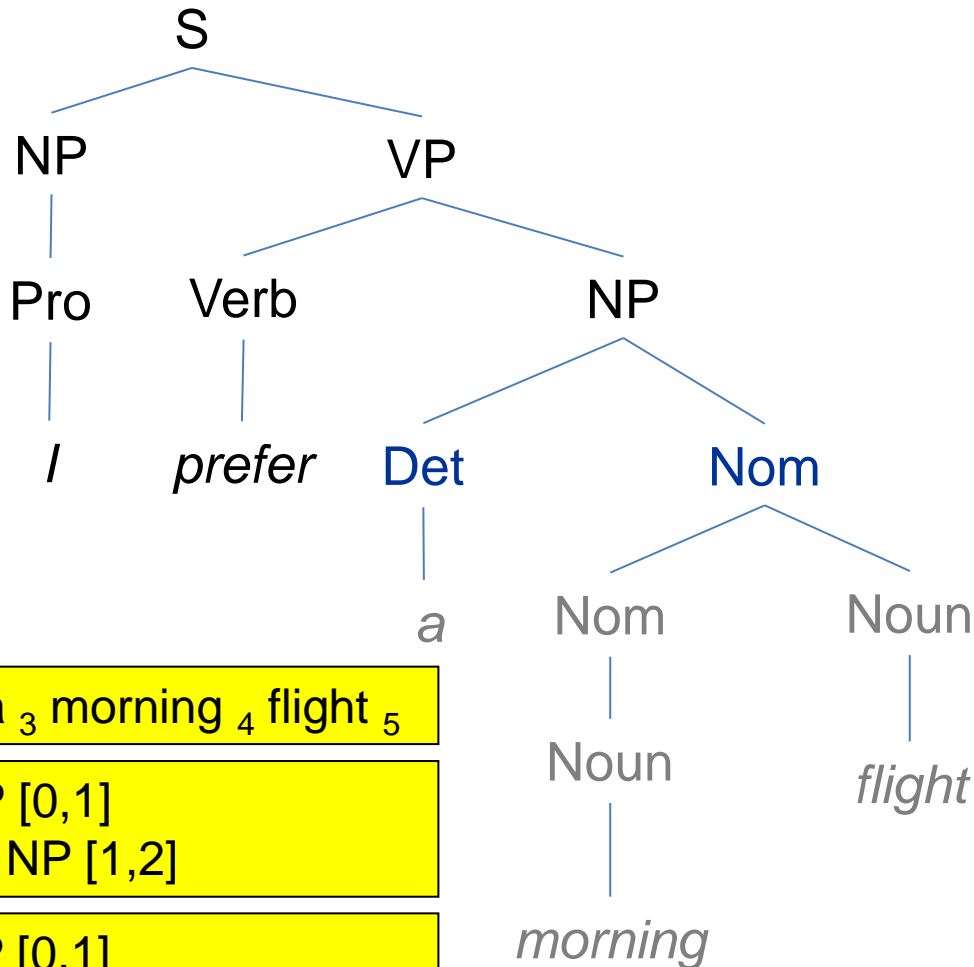 S
NP VP
Pro Verb NP
I prefer Det Nom
a Nom Noun
3 morning 4 flight 5
Noun flight
[0,1]
NP [1,2]
morning
[0,1]